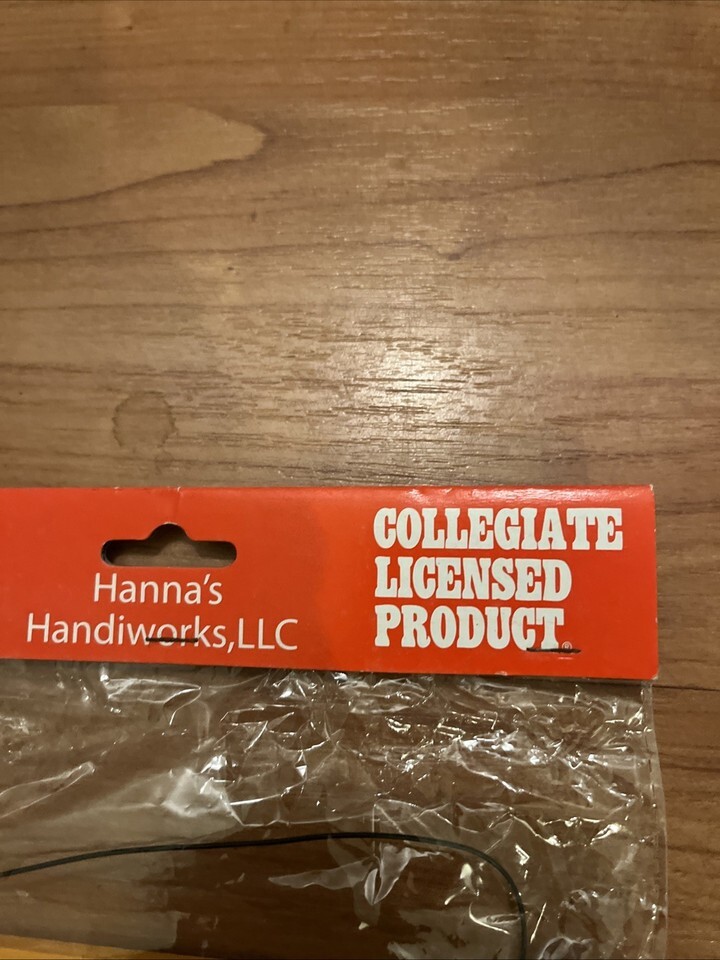 Hanna's
Handiworks,LLC
COLLEGIATE
LICENSED
PRODUCT®